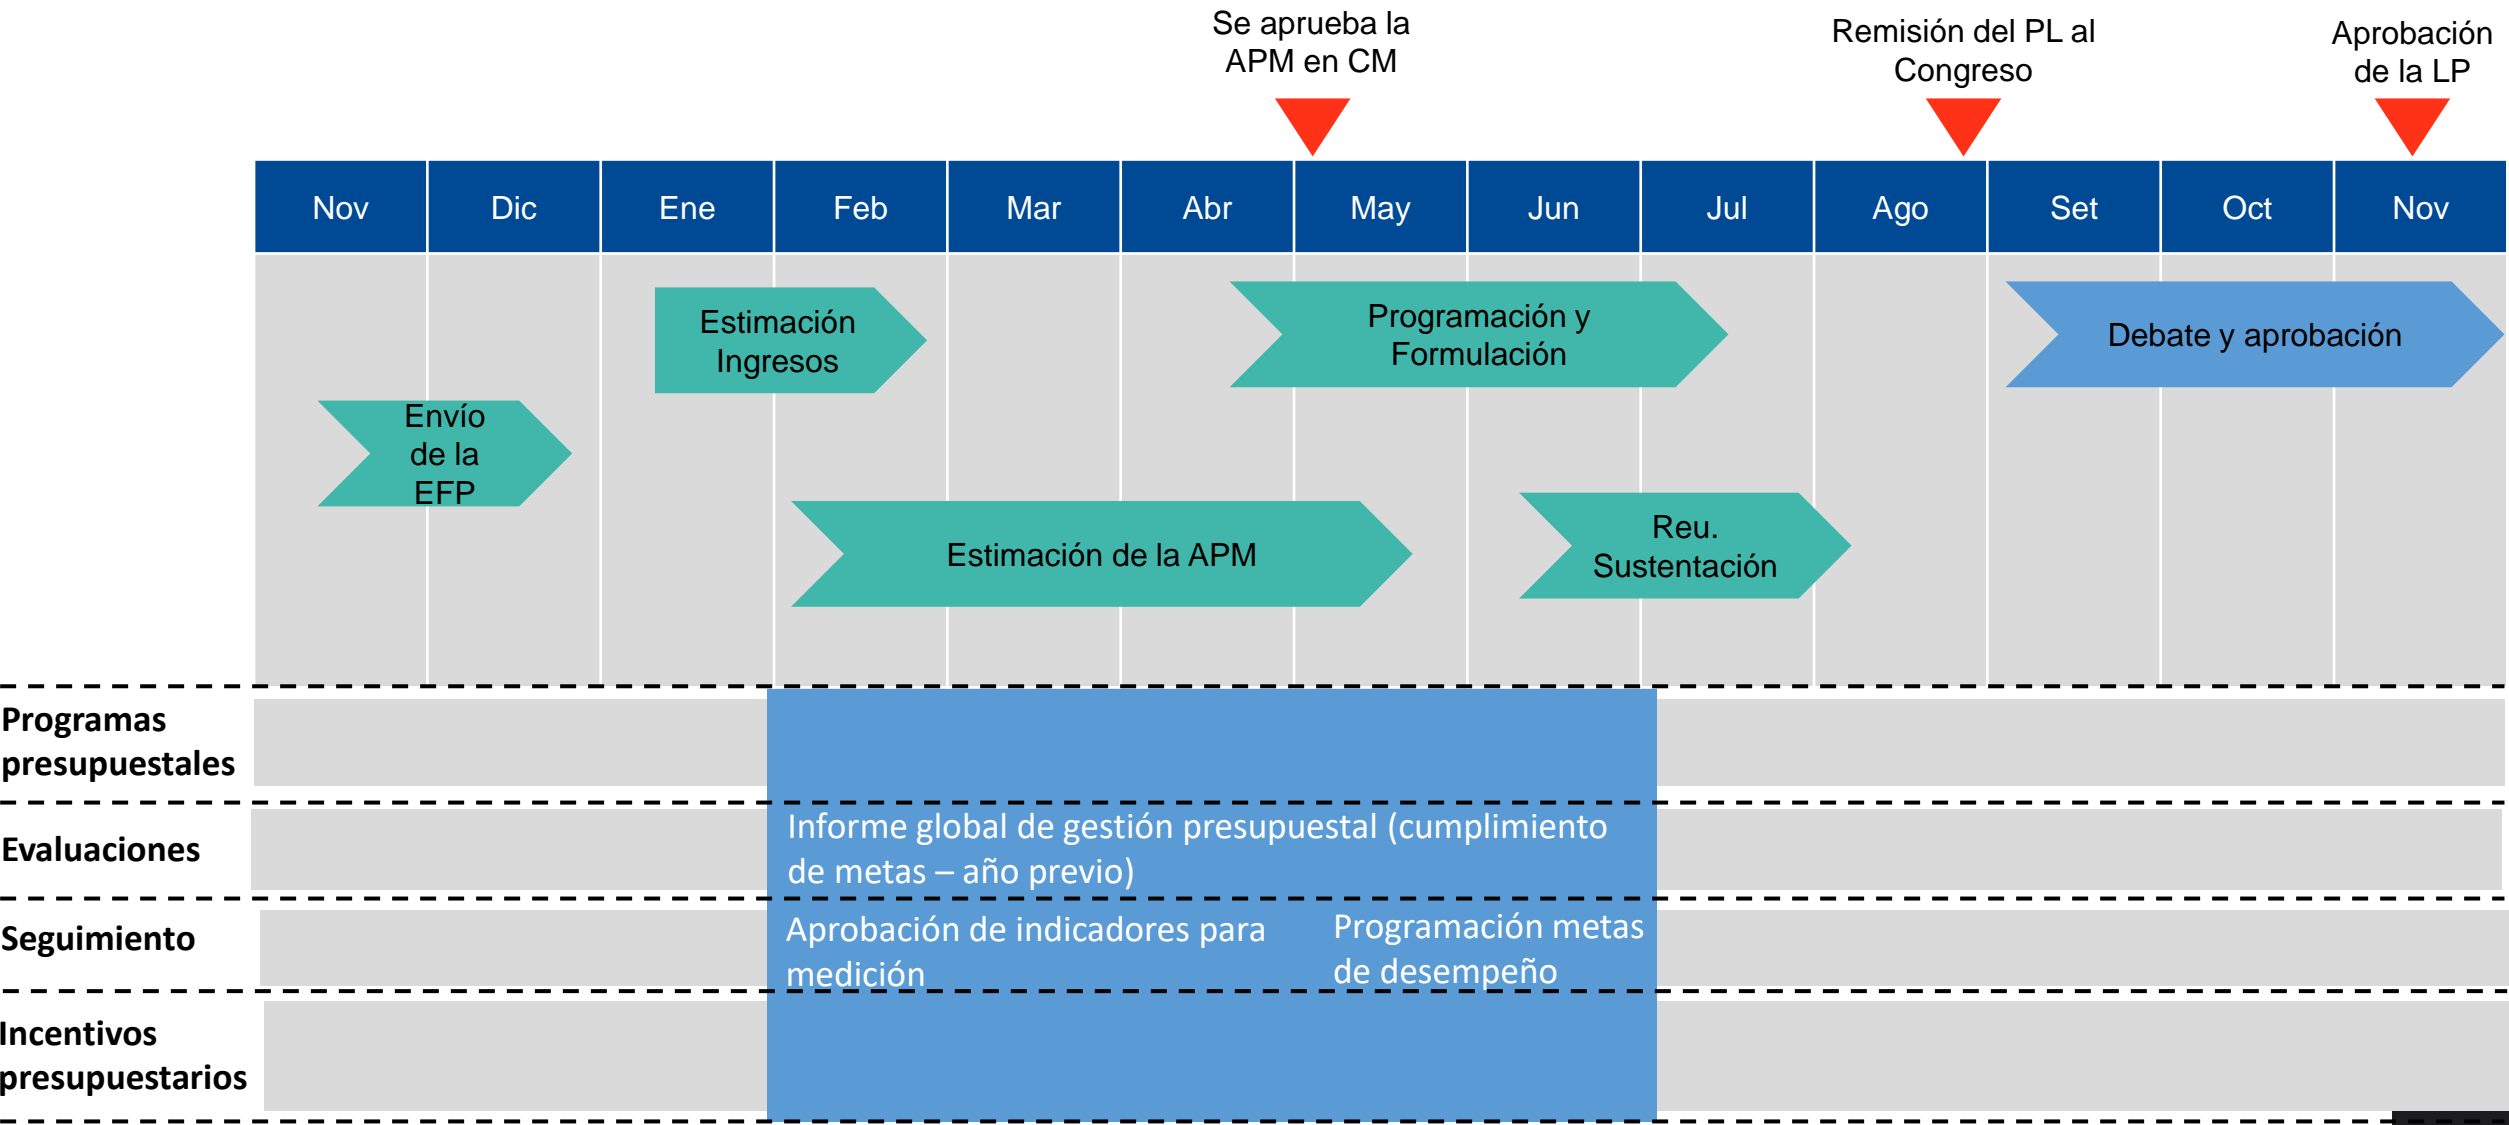 Se aprueba la
APM en CM
Remisión del PL al
Congreso
Aprobación
de la LP
Nov
Dic
Ene
Feb
Mar
Abr
May
Jun
Jul
Ago
Set
Oct
Nov
Estimación
Ingresos
Programación y
Formulación
Debate y aprobación
Envío
de la
EFP
Estimación de la APM
Reu.
Sustentación
Programas
presupuestales
Evaluaciones
Informe global de gestión presupuestal (cumplimiento
de metas – año previo)
Seguimiento
Aprobación de indicadores para
medición
Programación metas
de desempeño
Incentivos
presupuestarios